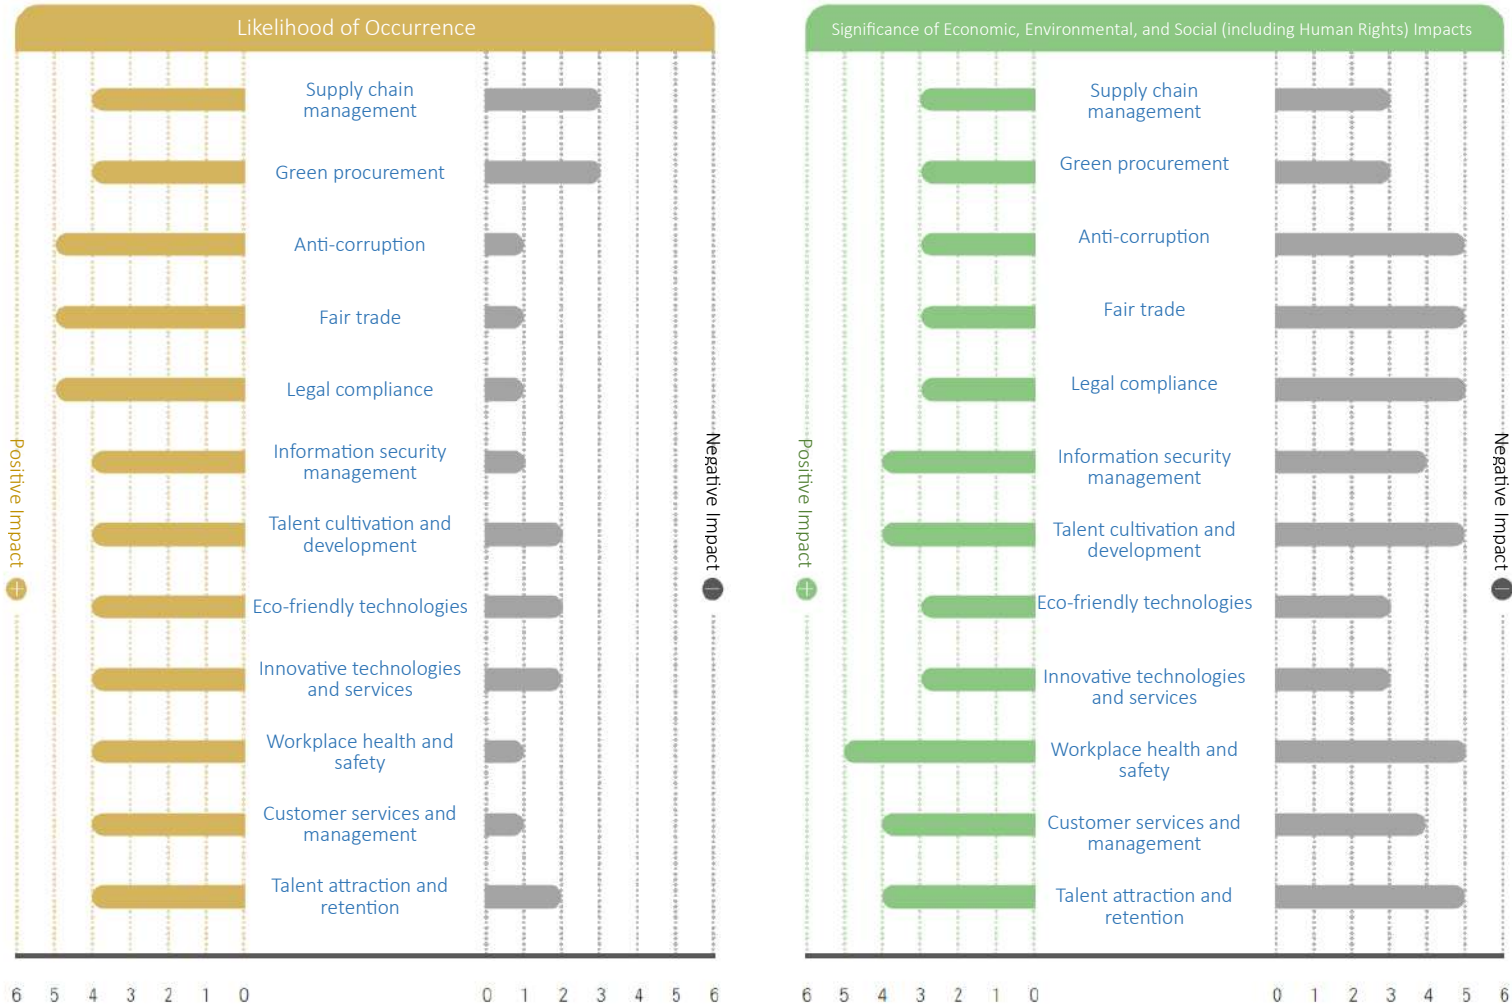 Likelihood of Occurrence
Supply chain
management
Green procurement
Anti-corruption
Fair trade
Legal compliance
Information security
management
Talent cultivation and
development
Eco-friendly technologies
Innovative technologies
and services
Workplace health and
safety
Customer services and
management
Talent attraction and
retention
Positive Impact
+
Negative Impact
−
6 5 4 3 2 1 0
0 1 2 3 4 5 6
Significance of Economic, Environmental, and Social (including Human Rights) Impacts
Supply chain
management
Green procurement
Anti-corruption
Fair trade
Legal compliance
Information security
management
Talent cultivation and
development
Eco-friendly technologies
Innovative technologies
and services
Workplace health and
safety
Customer services and
management
Talent attraction and
retention
Positive Impact
+
Negative Impact
−
6 5 4 3 2 1 0
0 1 2 3 4 5 6